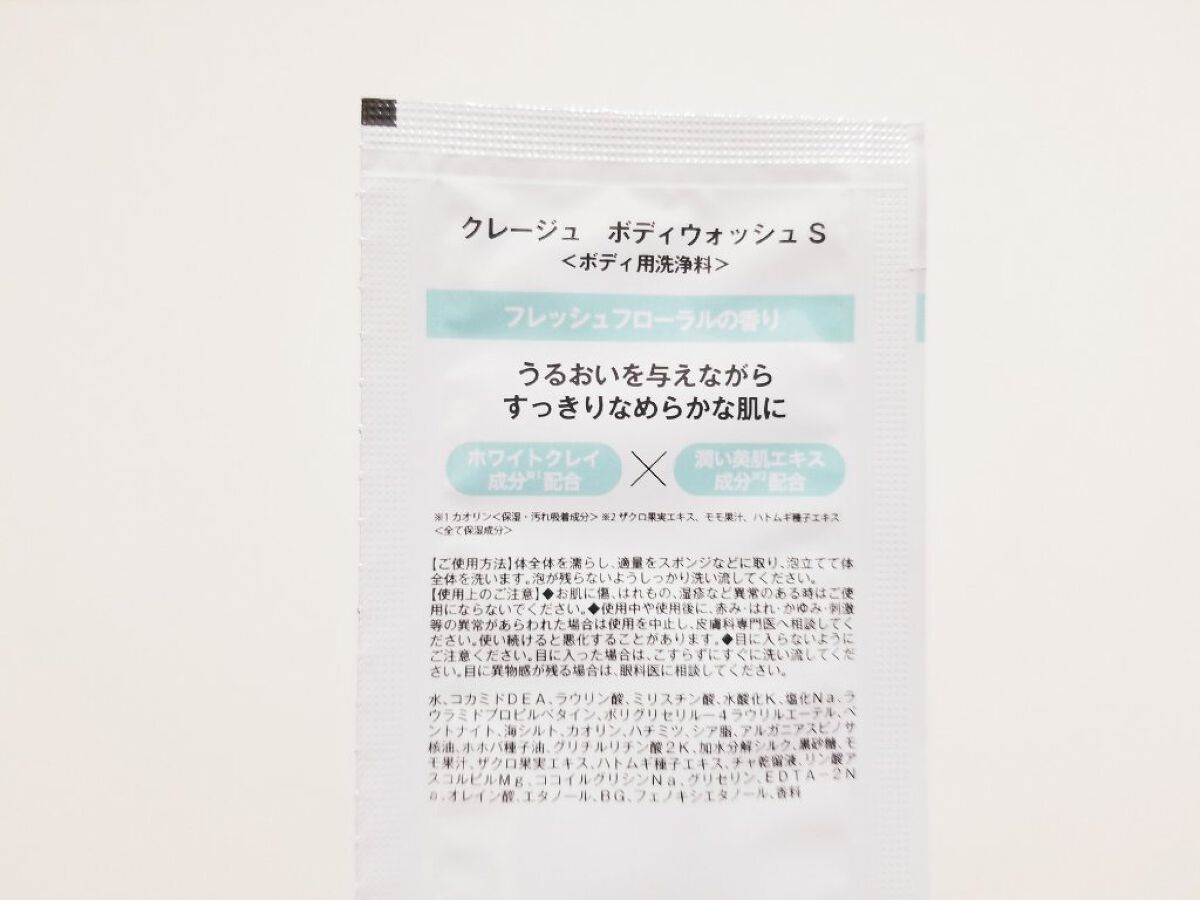 クレージュ ボディウォッシュ S
＜ボディ用洗浄料＞
フレッシュフローラルの香り
うるおいを与えながら
すっきりなめらかな肌に
ホワイトクレイ
成分※1配合
潤い美肌エキス
成分※2配合
※1 カオリン＜保湿・汚れ吸着成分＞ ※2 ザクロ果実エキス、モモ果汁、ハトムギ種子エキス
＜全て保湿成分＞
【ご使用方法】体全体を濡らし、適量をスポンジなどに取り、泡立てて体
全体を洗います。泡が残らないようしっかり洗い流してください。
【使用上のご注意】◆お肌に傷、はれもの、湿疹など異常のある時はご使
用にならないでください。◆使用中や使用後に、赤み・はれ・かゆみ・刺激
等の異常があらわれた場合は使用を中止し、皮膚科専門医へ相談してく
ださい。使い続けると悪化することがあります。◆目に入らないように
ご注意ください。目に入った場合は、こすらずにすぐに洗い流してくだ
さい。目に異物感が残る場合は、眼科医に相談してください。
水、コカミドDEA、ラウリン酸、ミリスチン酸、水酸化K、塩化Na、ラ
ウラミドプロピルベタイン、ポリグリセリル－4ラウリルエーテル、ベ
ントナイト、海シルト、カオリン、ハチミツ、シア脂、アルガニアスピノサ
核油、ホホバ種子油、グリチルリチン酸2K、加水分解シルク、黒砂糖、モ
モ果汁、ザクロ果実エキス、ハトムギ種子エキス、チャ乾留液、リン酸ア
スコルビルMg、ココイルグリシンNa、グリセリン、EDTA－2N
a、オレイン酸、エタノール、BG、フェノキシエタノール、香料